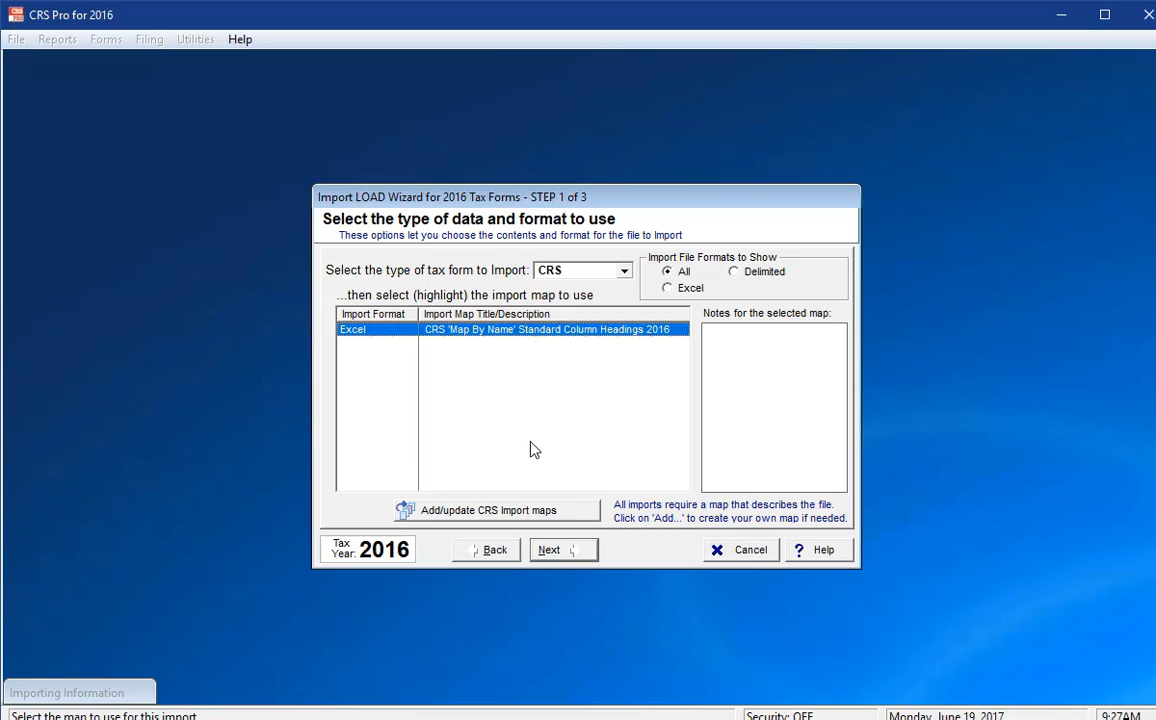 CRS Pro for 2016
File Reports Forms Filing Utilities Help
Import LOAD Wizard for 2016 Tax Forms - STEP 1 of 3
Select the type of data and format to use
These options let you choose the contents and format for the file to Import
Select the type of tax form to Import: CRS
Import File Formats to Show
All Delimited
Excel
...then select (highlight) the import map to use
Import Format Import Map Title/Description
Notes for the selected map:
Excel CRS 'Map By Name' Standard Column Headings 2016
Add/update CRS Import maps
All imports require a map that describes the file.
Click on 'Add...' to create your own map if needed.
Tax
Year: 2016
Back Next Cancel ? Help
Importing Information
Select the map to use for this import
Security: OFF
Monday, June 19, 2017
9:27AM